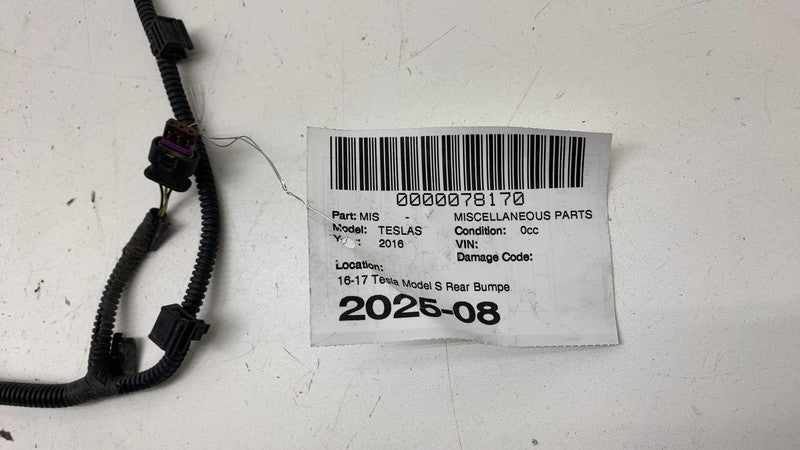 0000078170
Part: MIS - MISCELLANEOUS PARTS
Model: TESLAS Condition: 0cc
2016 VIN:
Damage Code:
Location:
16-17 Tesla Model S Rear Bumpe
2025-08